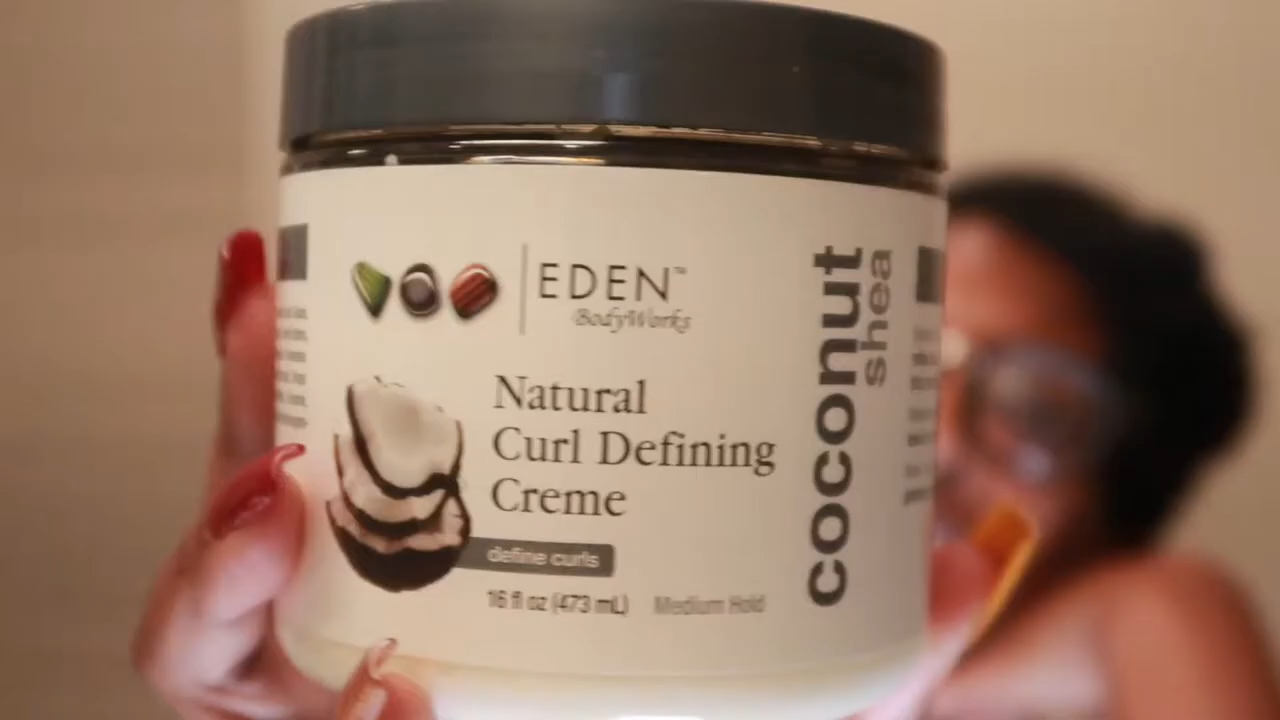 EDEN™
BodyWorks
Natural
Curl Defining
Creme
define curls
16 fl oz (473 mL) Medium Hold
coconut
shea